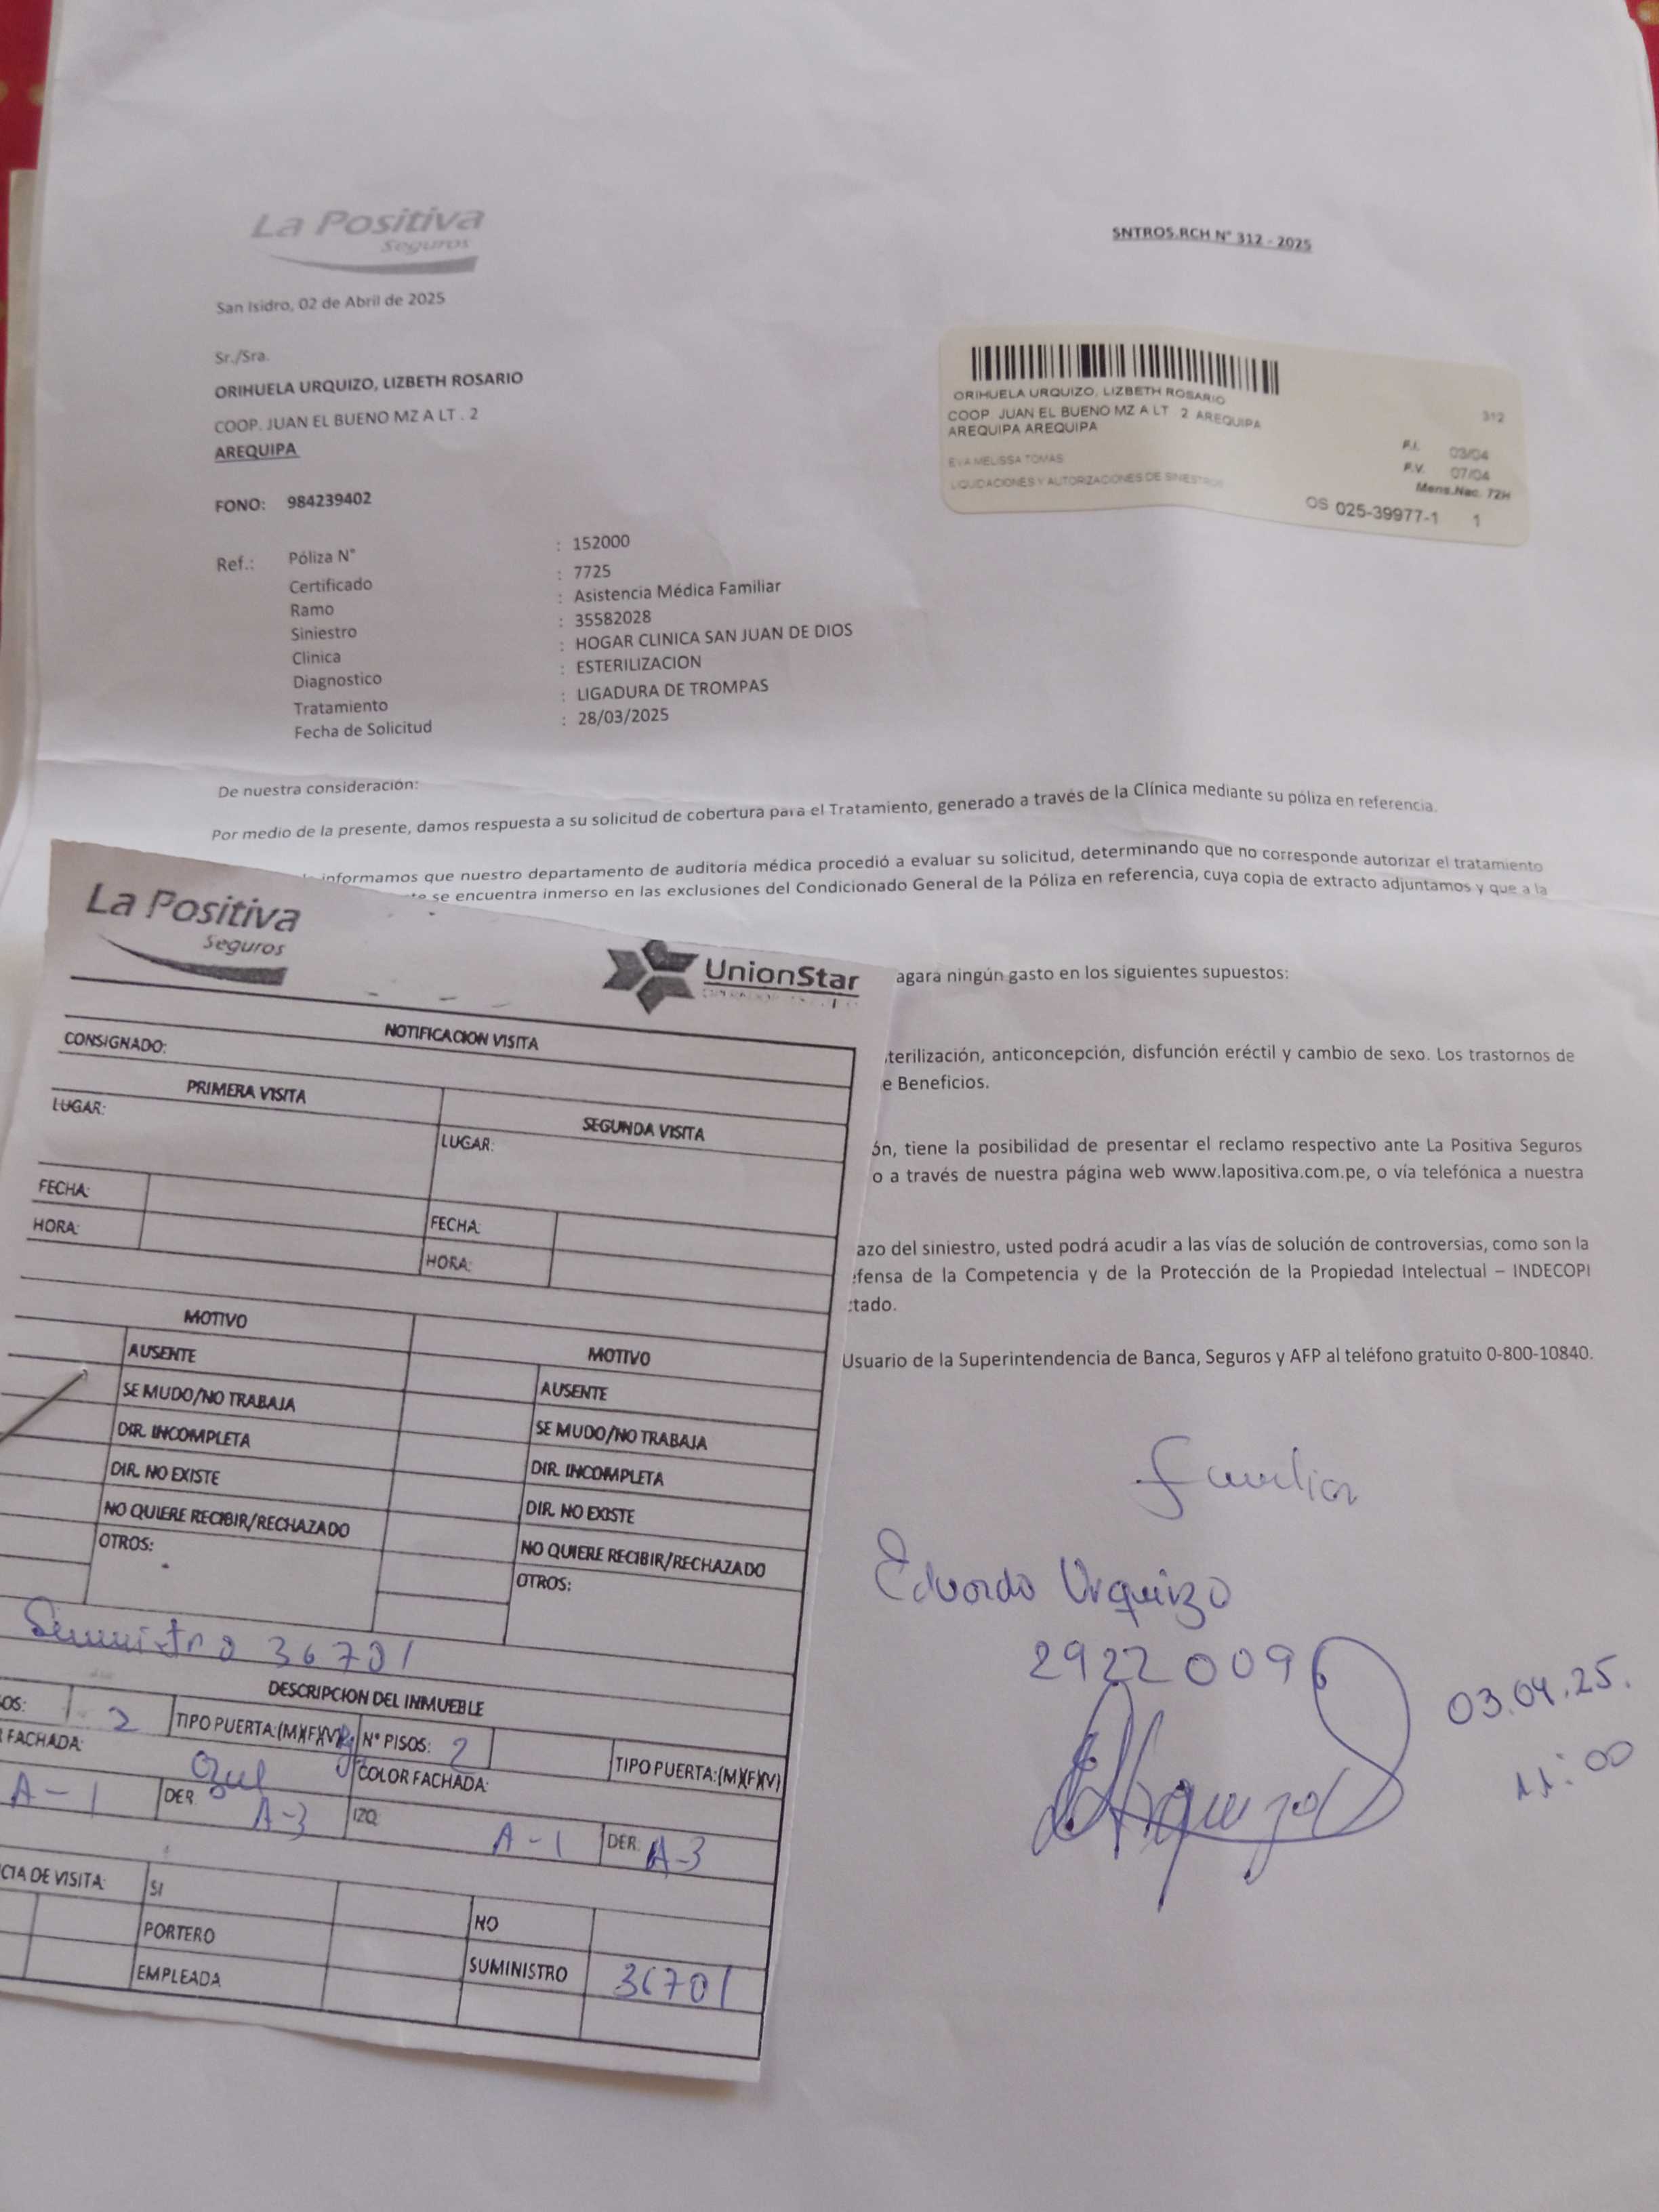 La Positiva
Seguros
SNTROS.RCH N° 312 - 2025
San Isidro, 02 de Abril de 2025
Sr./Sra.
ORIHUELA URQUIZO, LIZBETH ROSARIO
COOP. JUAN EL BUENO MZ A LT . 2
AREQUIPA
FONO: 984239402
ORIHUELA URQUIZO, LIZBETH ROSARIO
COOP. JUAN EL BUENO MZ A LT 2 AREQUIPA
AREQUIPA AREQUIPA
EVA MELISSA TOMAS
LIQUIDACIONES Y AUTORIZACIONES DE SINIESTROS
312
F.I. 03/04
F.V. 07/04
Mens.Nac. 72H
OS 025-39977-1 1
Ref.: Póliza N° : 152000
Certificado : 7725
Ramo : Asistencia Médica Familiar
Siniestro : 35582028
Clinica : HOGAR CLINICA SAN JUAN DE DIOS
Diagnostico : ESTERILIZACION
Tratamiento : LIGADURA DE TROMPAS
Fecha de Solicitud : 28/03/2025
De nuestra consideración:
Por medio de la presente, damos respuesta a su solicitud de cobertura para el Tratamiento, generado a través de la Clínica mediante su póliza en referencia.
informamos que nuestro departamento de auditoría médica procedió a evaluar su solicitud, determinando que no corresponde autorizar el tratamiento
se encuentra inmerso en las exclusiones del Condicionado General de la Póliza en referencia, cuya copia de extracto adjuntamos y que a la
agara ningún gasto en los siguientes supuestos:
terilización, anticoncepción, disfunción eréctil y cambio de sexo. Los trastornos de
e Beneficios.
ón, tiene la posibilidad de presentar el reclamo respectivo ante La Positiva Seguros
o a través de nuestra página web www.lapositiva.com.pe, o vía telefónica a nuestra
azo del siniestro, usted podrá acudir a las vías de solución de controversias, como son la
efensa de la Competencia y de la Protección de la Propiedad Intelectual – INDECOPI
ctado.
Usuario de la Superintendencia de Banca, Seguros y AFP al teléfono gratuito 0-800-10840.
Familia
Eduardo Urquizo
29220096
03.04.25.
11:00
La Positiva
Seguros
UnionStar
NOTIFICACION VISITA
CONSIGNADO:
PRIMERA VISITA
SEGUNDA VISITA
LUGAR:
LUGAR:
FECHA:
FECHA:
HORA:
HORA:
MOTIVO
MOTIVO
AUSENTE
AUSENTE
SE MUDO/NO TRABAJA
SE MUDO/NO TRABAJA
DIR. INCOMPLETA
DIR. INCOMPLETA
DIR. NO EXISTE
DIR. NO EXISTE
NO QUIERE RECIBIR/RECHAZADO
NO QUIERE RECIBIR/RECHAZADO
OTROS:
OTROS:
Suministro 36701
DESCRIPCION DEL INMUEBLE
OS: 2 TIPO PUERTA:(M)(F)(V) N° PISOS: 2 TIPO PUERTA:(M)(F)(V)
FACHADA: Azul COLOR FACHADA:
A-1 DER. A-3 IZQ. A-1 DER. A-3
CIA DE VISITA: SI NO
PORTERO SUMINISTRO 36701
EMPLEADA